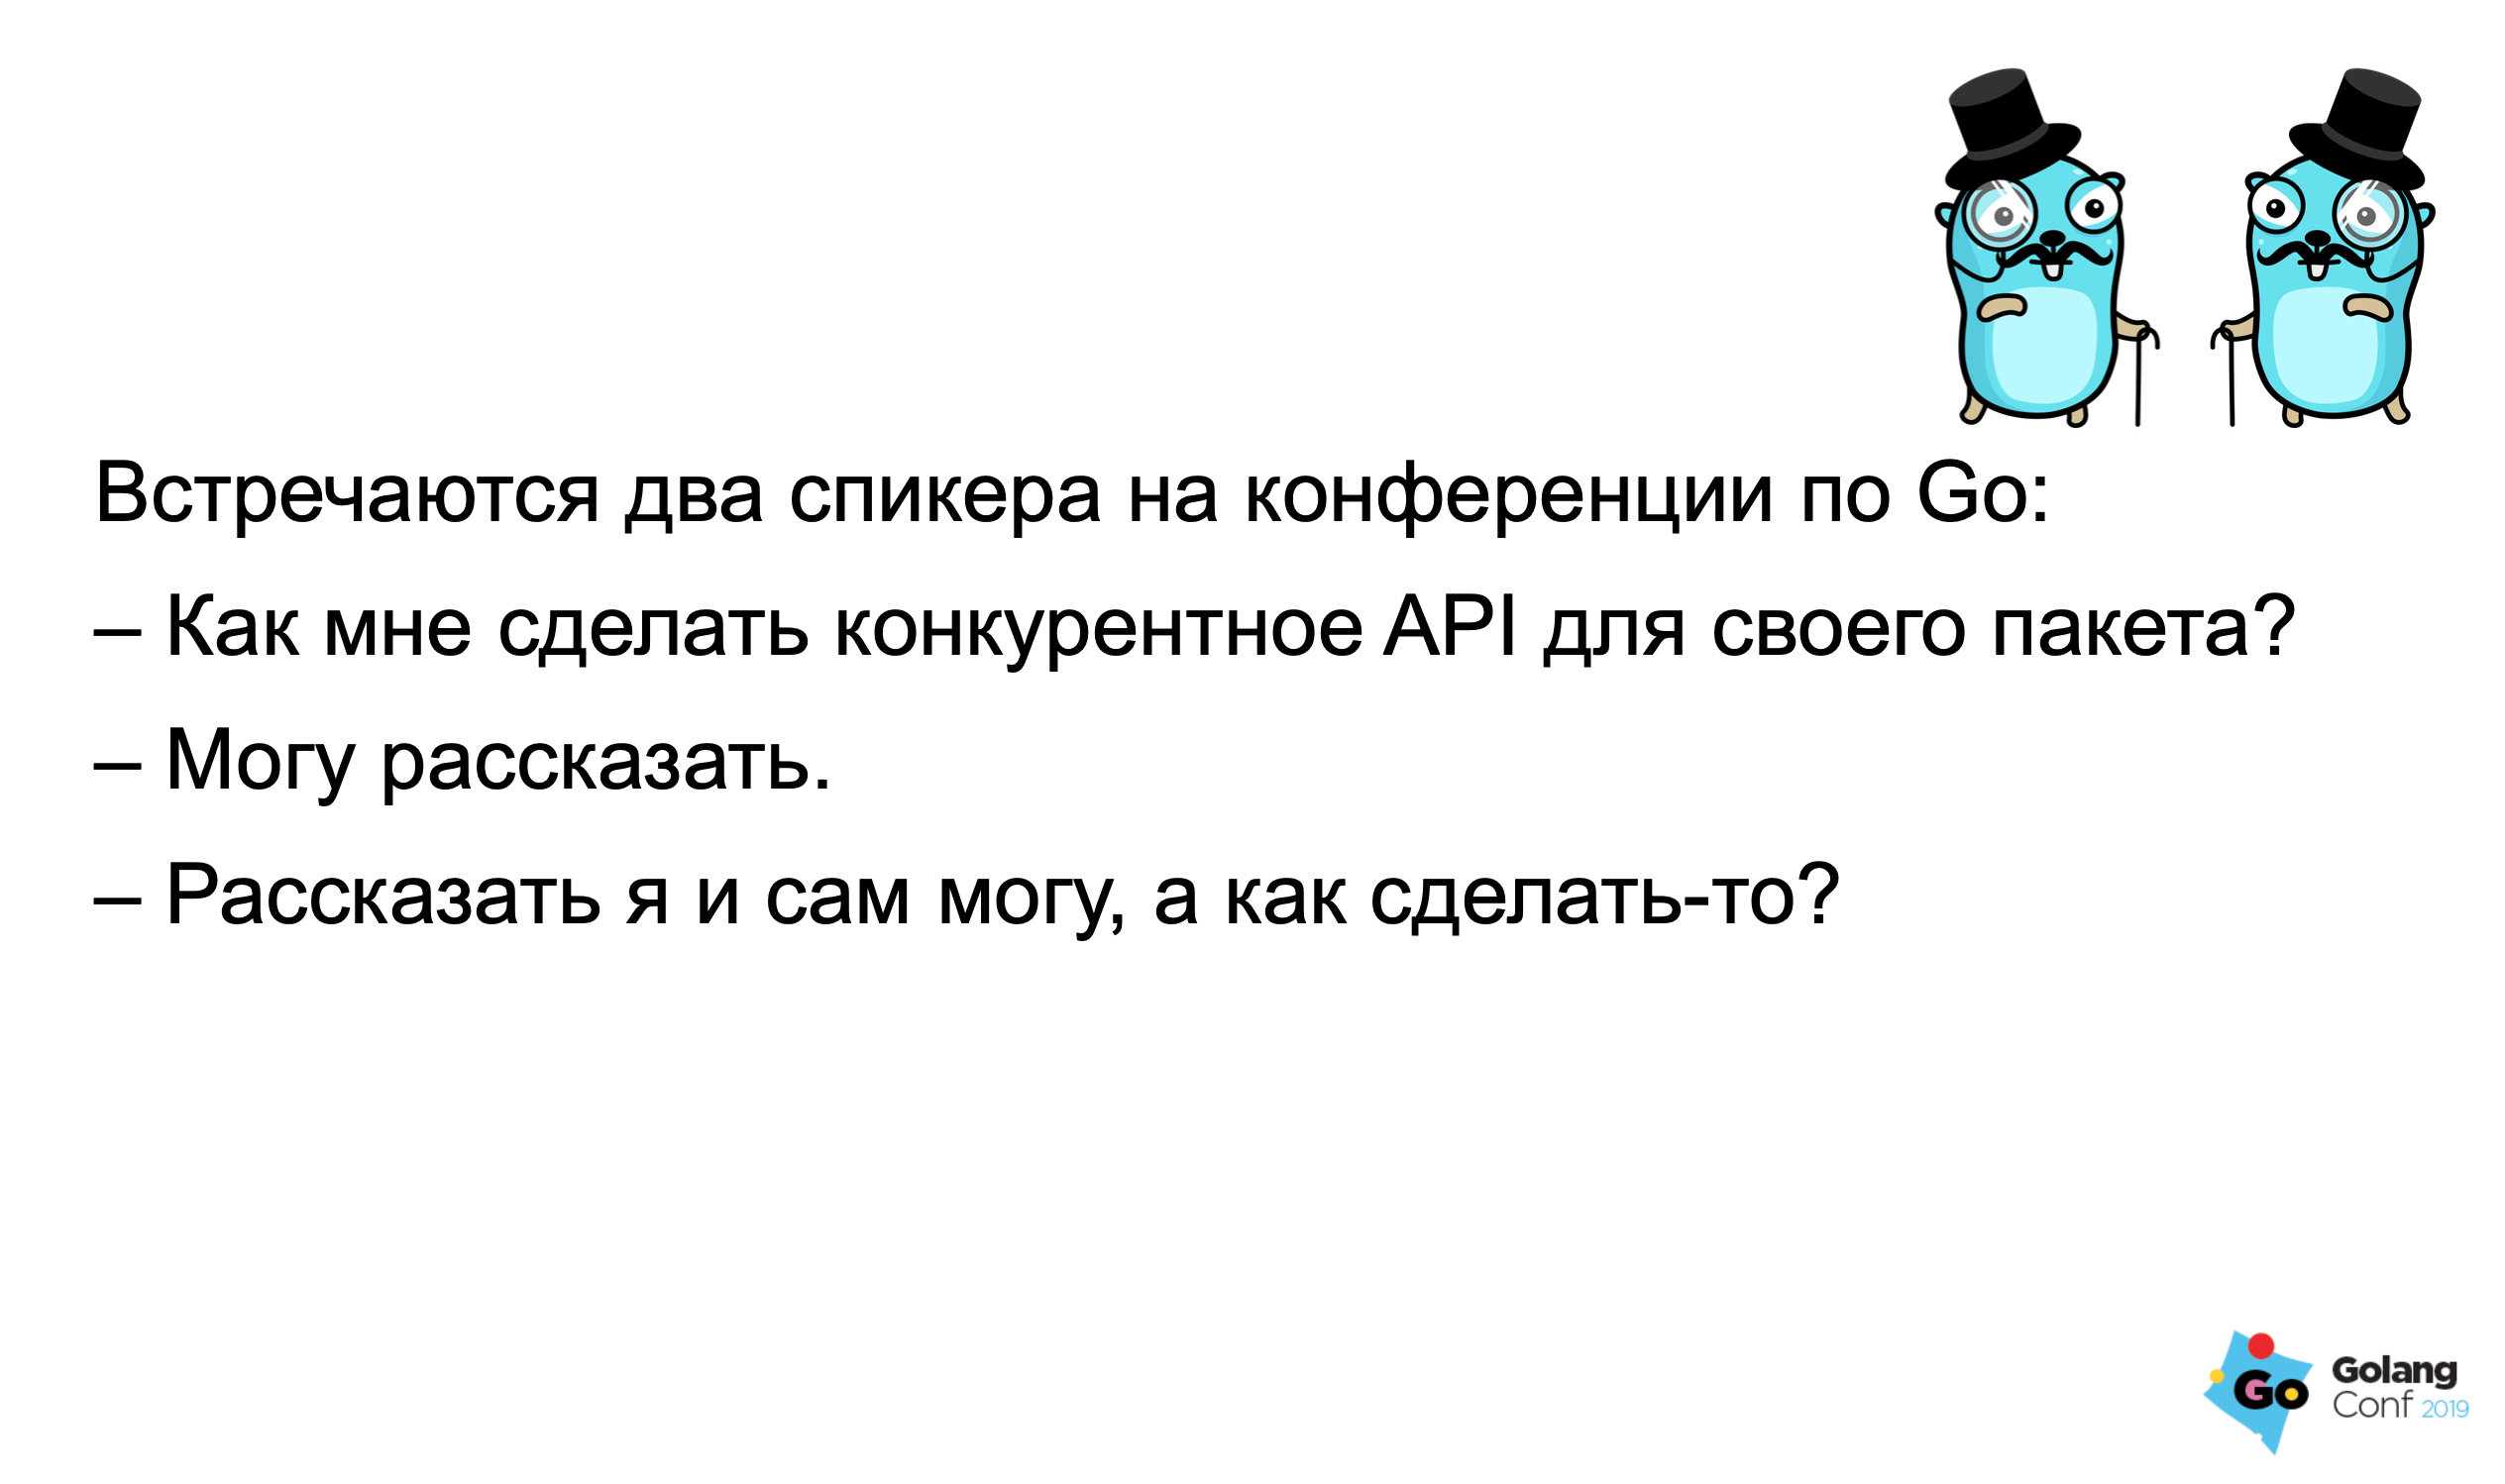 Встречаются два спикера на конференции по Go:
– Как мне сделать конкурентное API для своего пакета?
– Могу рассказать.
– Рассказать я и сам могу, а как сделать-то?
Go
Golang
Conf 2019